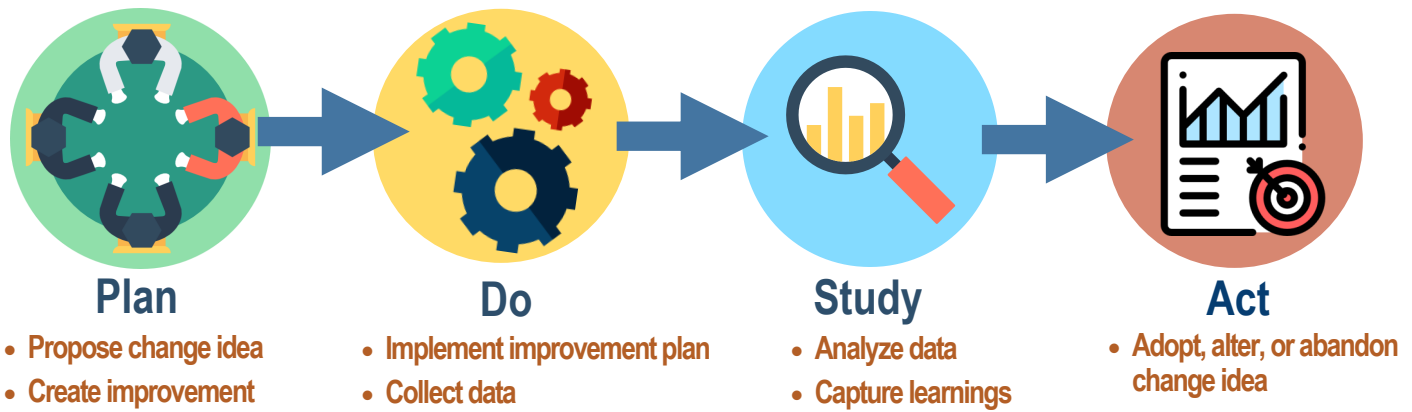 Plan
• Propose change idea
• Create improvement
Do
• Implement improvement plan
• Collect data
Study
• Analyze data
• Capture learnings
Act
• Adopt, alter, or abandon
change idea